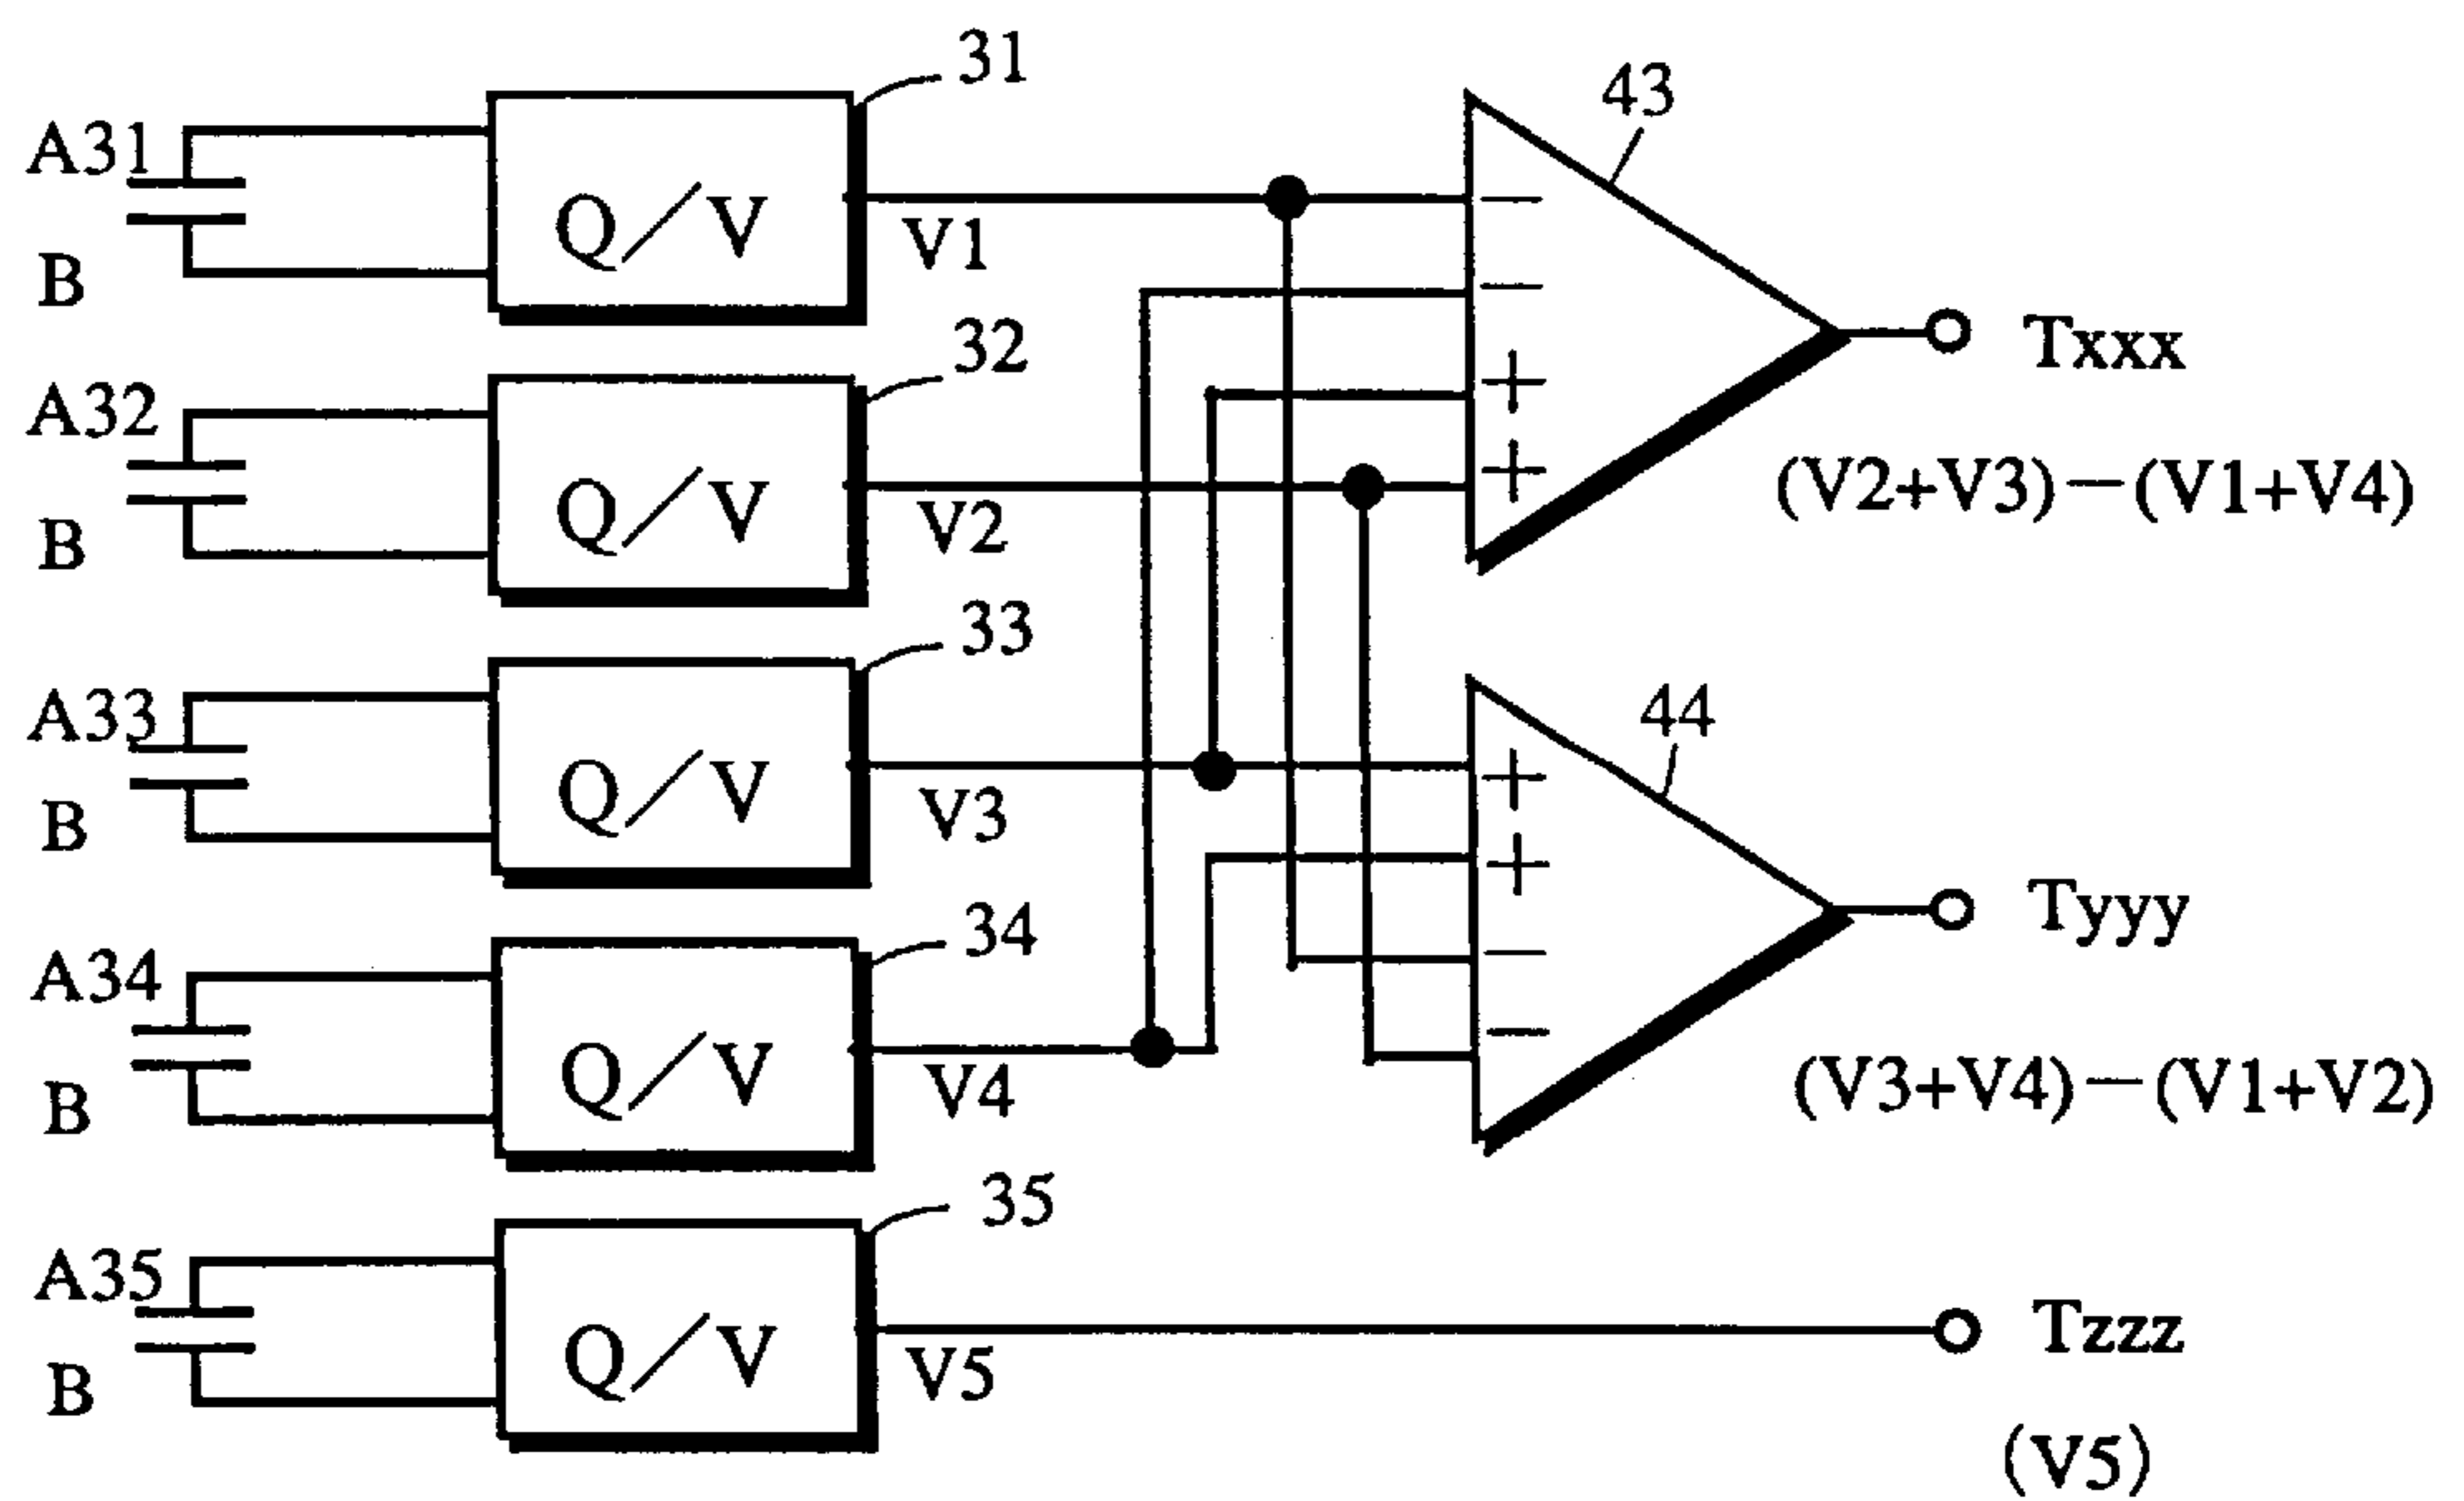 31
A31
Q/V
V1
B
43
−
−
+
+
Txxx
(V2+V3)−(V1+V4)
32
A32
Q/V
V2
B
33
A33
Q/V
V3
B
44
+
+
−
−
Tyyy
(V3+V4)−(V1+V2)
34
A34
Q/V
V4
B
35
A35
Q/V
V5
B
Tzzz
(V5)